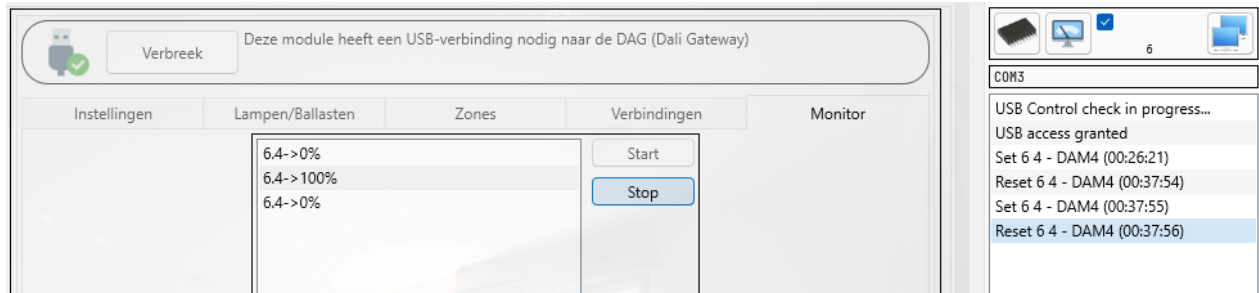 Verbreek
Deze module heeft een USB-verbinding nodig naar de DAG (Dali Gateway)
Instellingen
Lampen/Ballasten
Zones
Verbindingen
Monitor
6.4->0%
6.4->100%
6.4->0%
Start
Stop
6
COM3
USB Control check in progress...
USB access granted
Set 6 4 - DAM4 (00:26:21)
Reset 6 4 - DAM4 (00:37:54)
Set 6 4 - DAM4 (00:37:55)
Reset 6 4 - DAM4 (00:37:56)